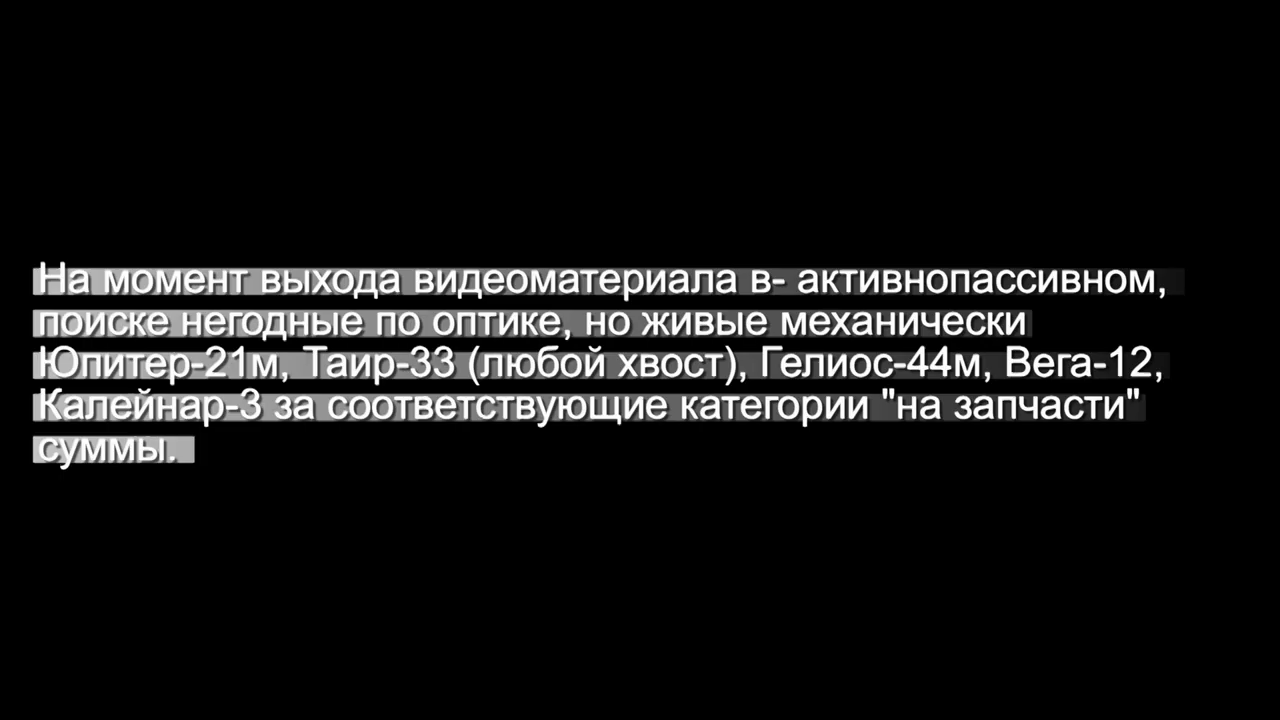 На момент выхода видеоматериала в- активнопассивном,
поиске негодные по оптике, но живые механически
Юпитер-21м, Таир-33 (любой хвост), Гелиос-44м, Вега-12,
Калейнар-3 за соответствующие категории "на запчасти"
суммы.